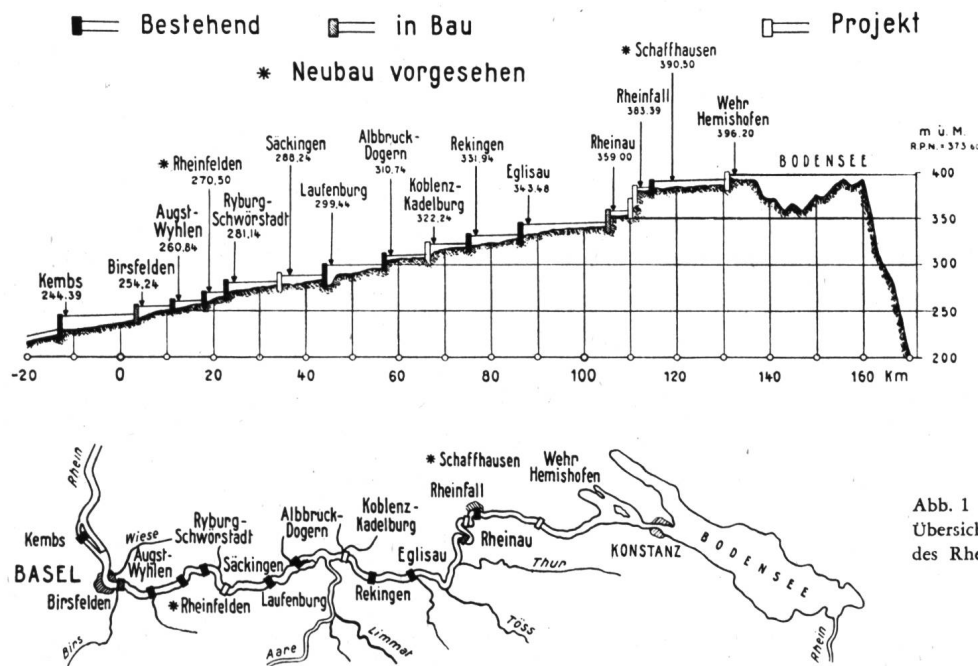 Bestehend
in Bau
Projekt
* Neubau vorgesehen
* Schaffhausen
390,50
Rheinfall
383.39
Wehr
Hemishofen
396.20
m ü. M.
R.P.N. = 373.60
BODENSEE
Säckingen
288,24
Albbruck-
Dogern
310,74
Rekingen
331,94
Rheinau
359 00
* Rheinfelden
270,50
Laufenburg
299,44
Koblenz-
Kadelburg
322,24
Eglisau
343,48
Augst-
Wyhlen
260,84
Ryburg-
Schwörstadt
281,14
Kembs
244.39
Birsfelden
254,24
400
350
300
250
200
-20 0 20 40 60 80 100 120 140 160 Km
Rhein
Kembs
Wiese
Augst-
Wyhlen
Ryburg-
Schwörstadt
Säckingen
Albbruck-
Dogern
Koblenz-
Kadelburg
Eglisau
* Schaffhausen
Rheinfall
Rheinau
Wehr
Hemishofen
KONSTANZ
BODENSEE
BASEL
Birsfelden
* Rheinfelden
Laufenburg
Rekingen
Thur
Töss
Birs
Aare
Limmat
Rhein
Abb. 1
Übersich
des Rhe